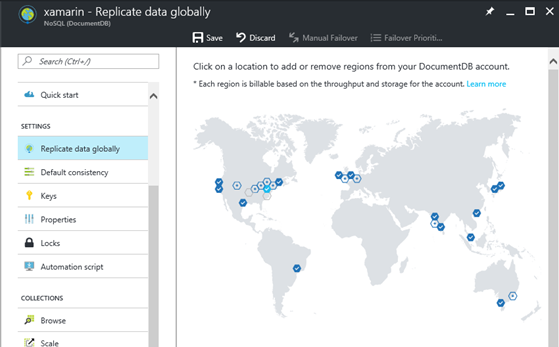 xamarin - Replicate data globally
NoSQL (DocumentDB)
Save
Discard
Manual Failover
Failover Prioriti...
Search (Ctrl+/)
Quick start
SETTINGS
Replicate data globally
Default consistency
Keys
Properties
Locks
Automation script
COLLECTIONS
Browse
Scale
Click on a location to add or remove regions from your DocumentDB account.
* Each region is billable based on the throughput and storage for the account. Learn more